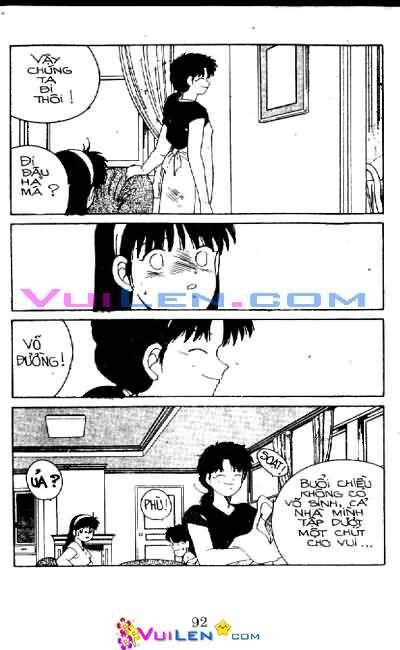 VẬY
CHÚNG
TA
ĐI
THÔI!
ĐI
ĐÂU
HẢ
MÁ?
VUILEN.COM
VÕ
ĐƯỜNG!
SOẠT!
ỦA?
PHÙ!
BUỔI CHIỀU
KHÔNG CÓ
VÕ SINH, CẢ
NHÀ MÌNH
TẬP DƯỢT
MỘT CHÚT
CHO VUI...
92
VUILEN.COM